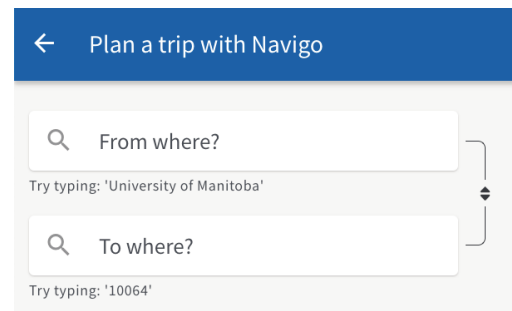 Plan a trip with Navigo
From where?
Try typing: 'University of Manitoba'
To where?
Try typing: '10064'